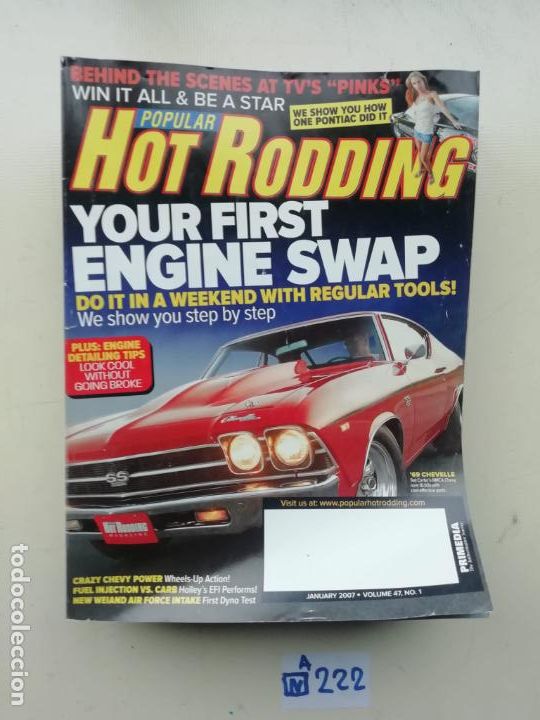 BEHIND THE SCENES AT TV'S "PINKS"
WIN IT ALL & BE A STAR
WE SHOW YOU HOW
ONE PONTIAC DID IT
POPULAR
HOT RODDING
YOUR FIRST
ENGINE SWAP
DO IT IN A WEEKEND WITH REGULAR TOOLS!
We show you step by step
PLUS: ENGINE
DETAILING TIPS
LOOK COOL
WITHOUT
GOING BROKE
Chevelle
SS
'69 CHEVELLE
Visit us at: www.popularhotrodding.com
HOT RODDING
MAGAZINE
PRIMEDIA
CRAZY CHEVY POWER Wheels-Up Action!
FUEL INJECTION VS. CARB Holley's EFI Performs!
NEW WEIAND AIR FORCE INTAKE First Dyno Test
JANUARY 2007 • VOLUME 47, NO. 1
A
N 222
todocoleccion